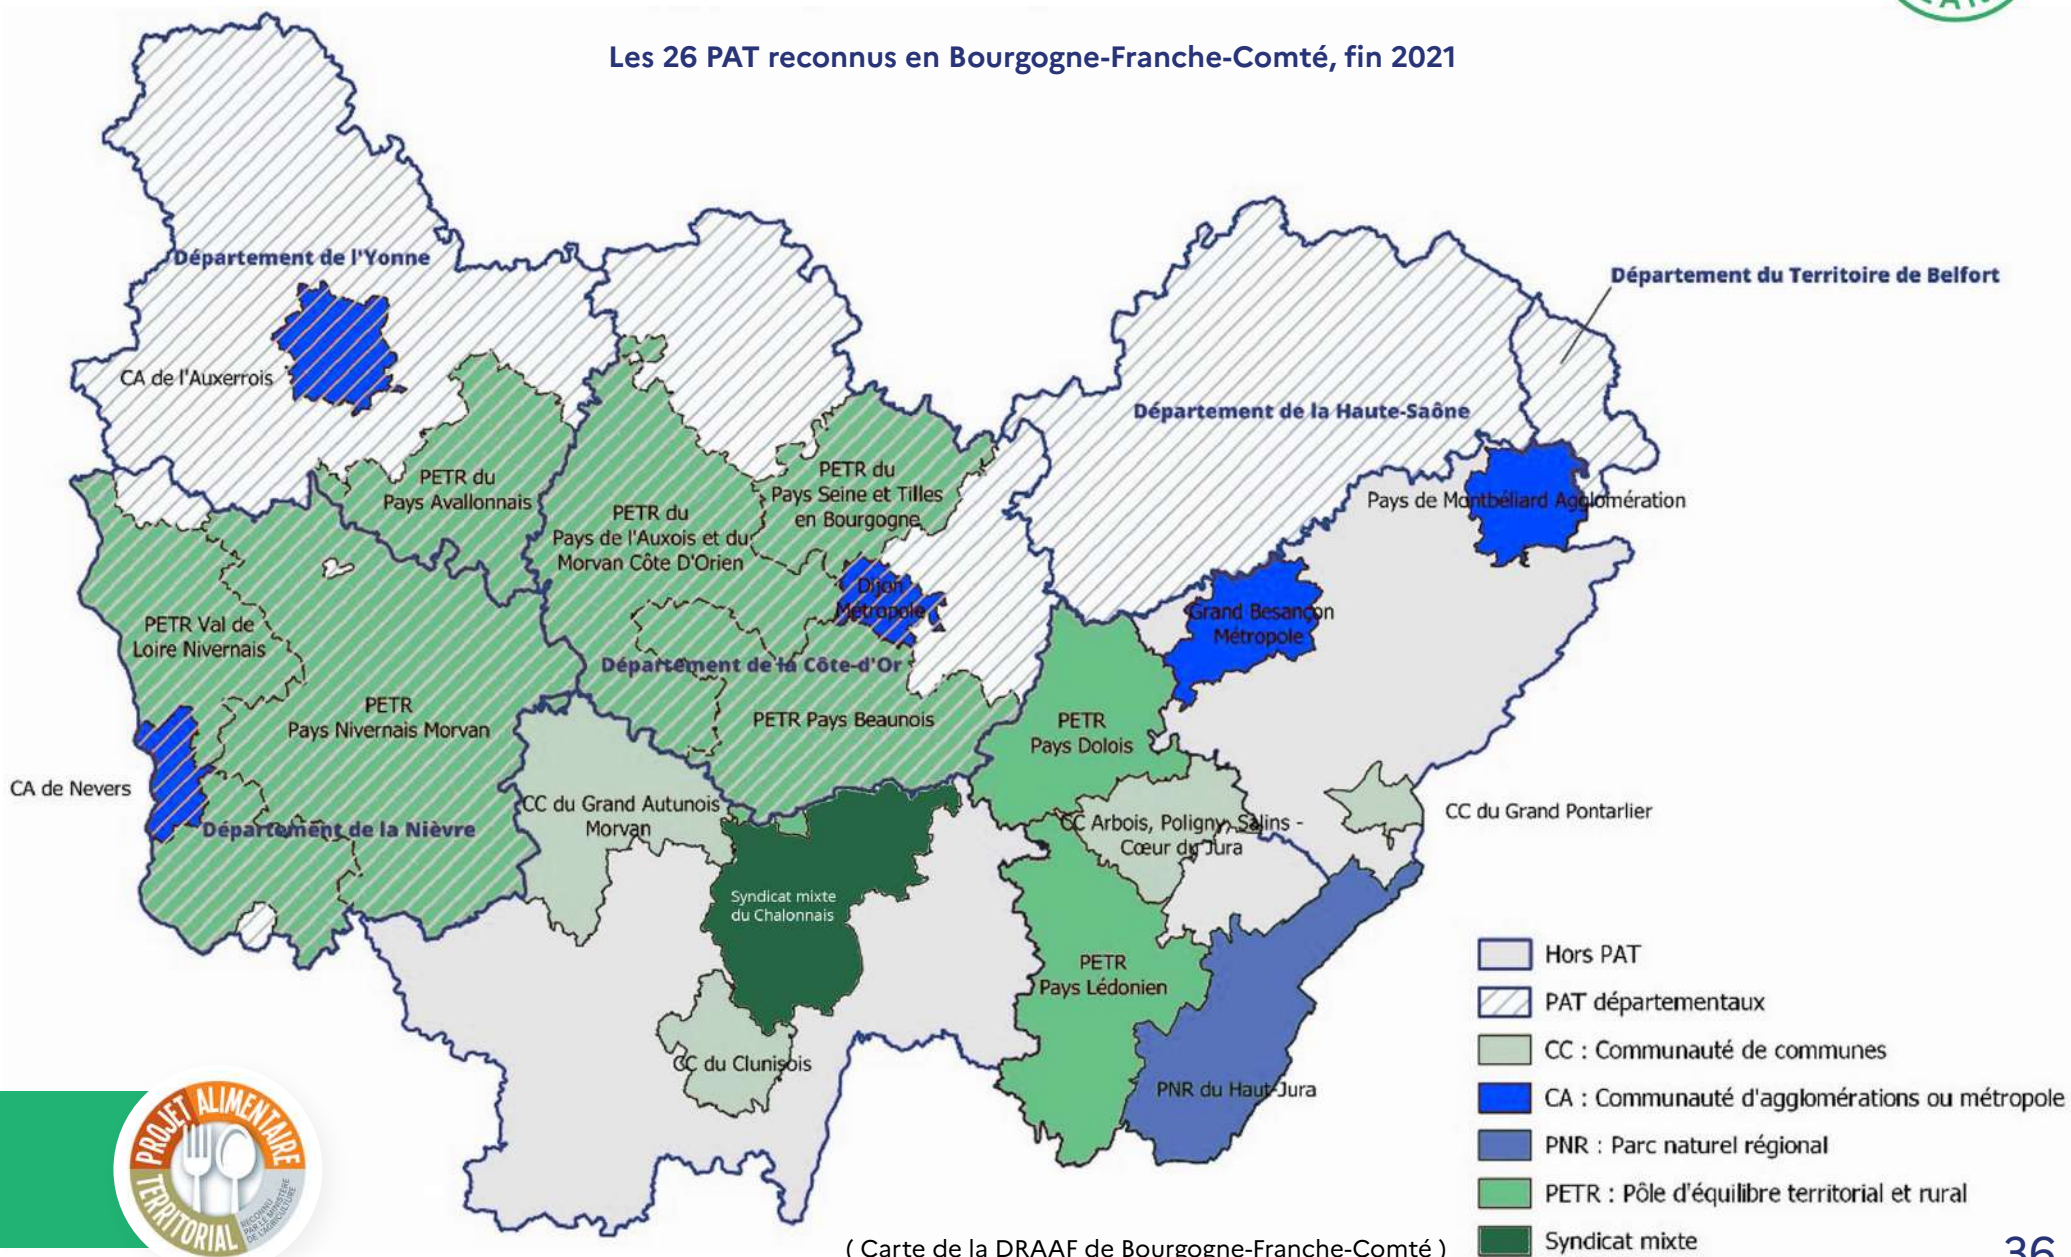 Les 26 PAT reconnus en Bourgogne-Franche-Comté, fin 2021
Département de l'Yonne
Département du Territoire de Belfort
CA de l'Auxerrois
Département de la Haute-Saône
PETR du
Pays Avallonnais
PETR du
Pays Seine et Tilles
en Bourgogne
PETR du
Pays de l'Auxois et du
Morvan Côte D'Orien
Pays de Montbéliard Agglomération
Dijon
Métropole
Grand Besançon
Métropole
PETR Val de
Loire Nivernais
Département de la Côte-d'Or
PETR
Pays Nivernais Morvan
PETR Pays Beaunois
PETR
Pays Dolois
CA de Nevers
CC du Grand Autunois
Morvan
Département de la Nièvre
CC Arbois, Poligny, Salins -
Cœur du Jura
CC du Grand Pontarlier
Syndicat mixte
du Chalonnais
PETR
Pays Lédonien
CC du Clunisois
PNR du Haut-Jura
Hors PAT
PAT départementaux
CC : Communauté de communes
CA : Communauté d'agglomérations ou métropole
PNR : Parc naturel régional
PETR : Pôle d'équilibre territorial et rural
Syndicat mixte
PROJET ALIMENTAIRE
TERRITORIAL
RECONNU
PAR LE MINISTÈRE
DE L'AGRICULTURE
( Carte de la DRAAF de Bourgogne-Franche-Comté )
36